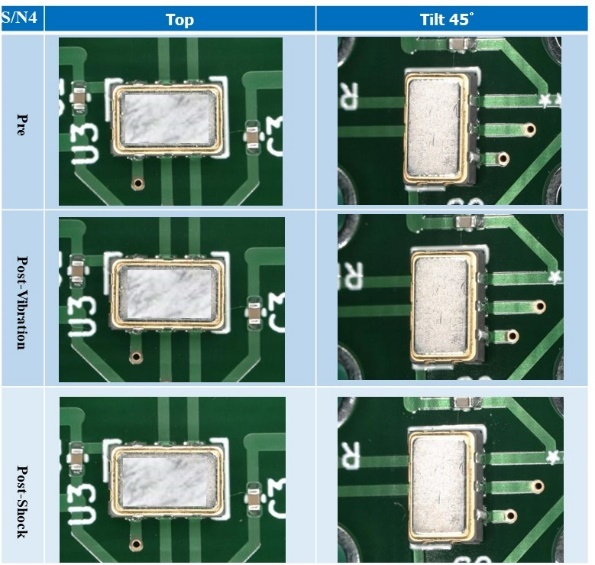 S/N4 Top Tilt 45°
Pre
U3
Post-Vibration
U3
Post-Shock
U3